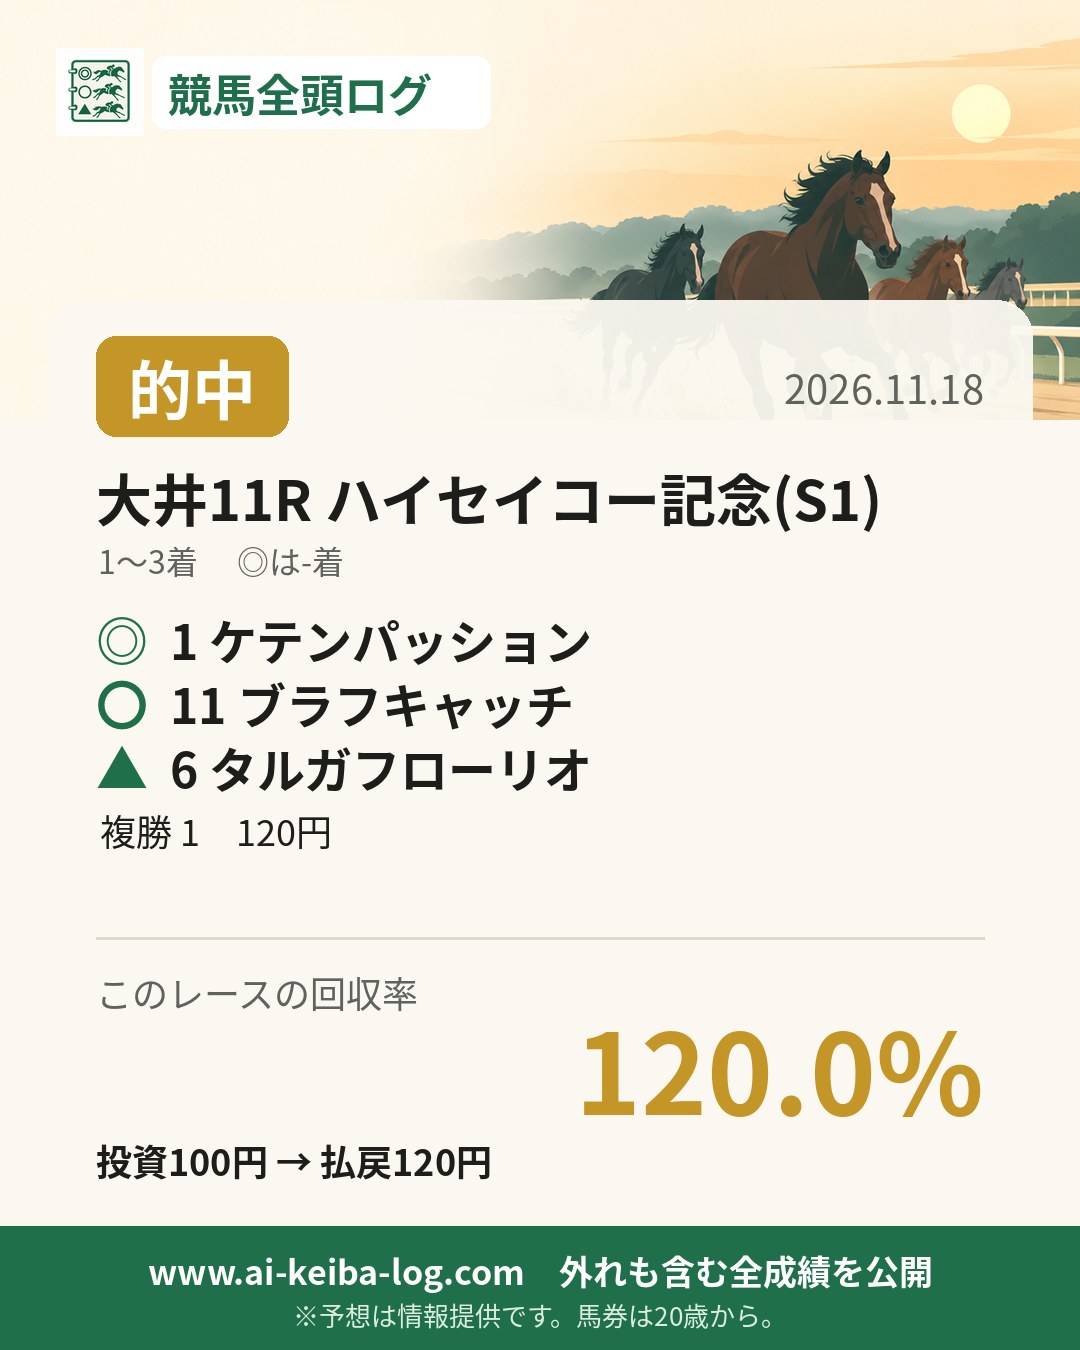 競馬全頭ログ
的中
2026.11.18
大井11R ハイセイコー記念(S1)
1〜3着 ◎は-着
◎ 1 ケテンパッション
○ 11 ブラフキャッチ
▲ 6 タルガフローリオ
複勝 1 120円
このレースの回収率
120.0%
投資100円 → 払戻120円
www.ai-keiba-log.com 外れも含む全成績を公開
※予想は情報提供です。馬券は20歳から。